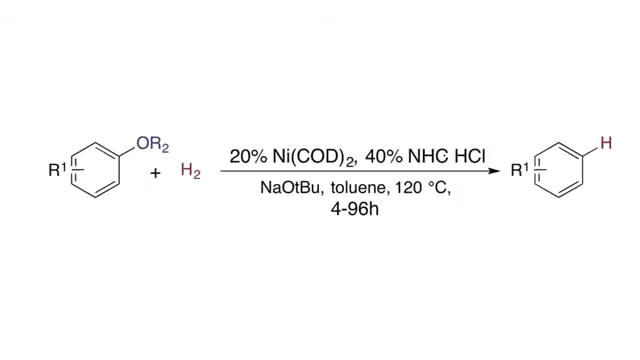 OR₂
R¹
+
H₂
20% Ni(COD)₂, 40% NHC HCl
NaOtBu, toluene, 120 °C,
4-96h
H
R¹